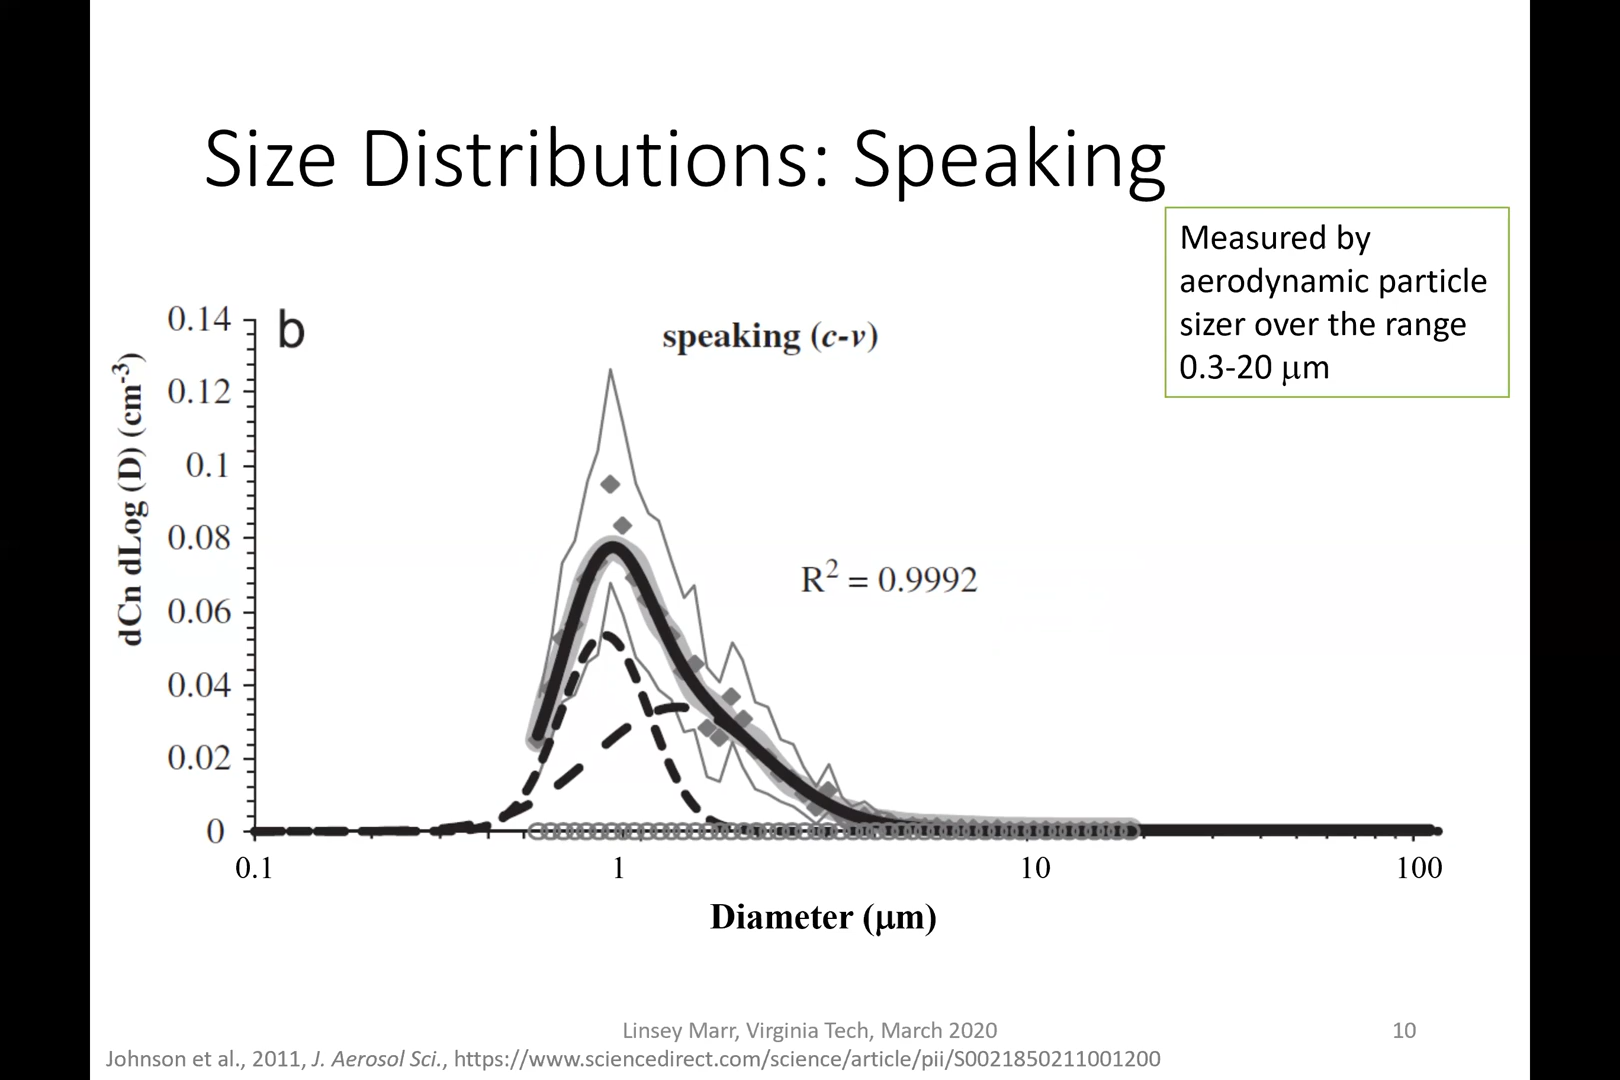 Size Distributions: Speaking
Measured by
aerodynamic particle
sizer over the range
0.3-20 μm
b
speaking (c-v)
R² = 0.9992
dCn dLog (D) (cm⁻³)
0.14
0.12
0.1
0.08
0.06
0.04
0.02
0
0.1 1 10 100
Diameter (μm)
Linsey Marr, Virginia Tech, March 2020 10
Johnson et al., 2011, J. Aerosol Sci., https://www.sciencedirect.com/science/article/pii/S0021850211001200